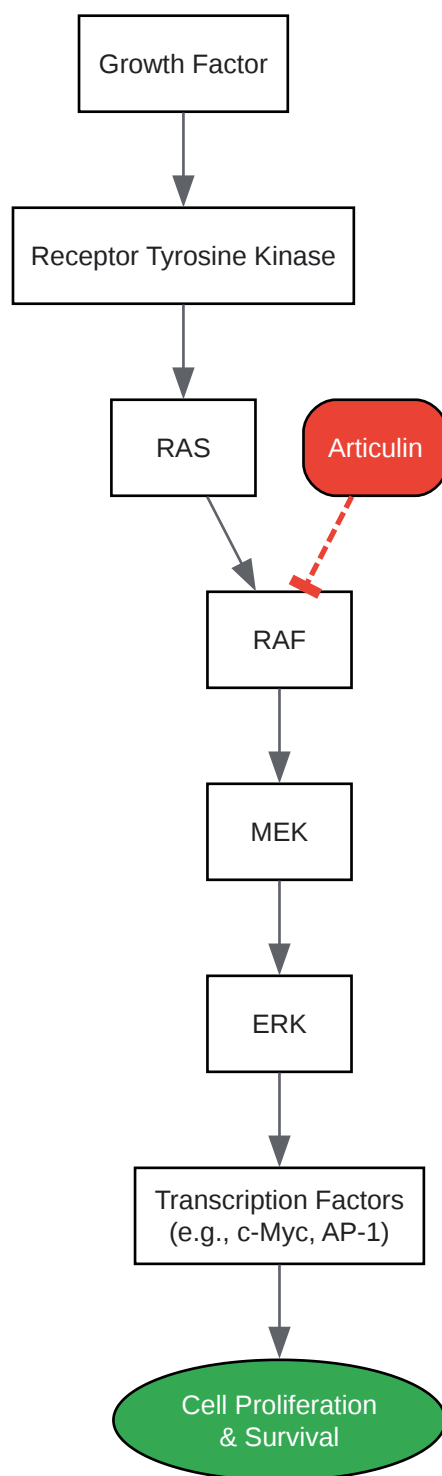 Growth Factor
Receptor Tyrosine Kinase
RAS
Articulin
RAF
MEK
ERK
Transcription Factors
(e.g., c-Myc, AP-1)
Cell Proliferation
& Survival